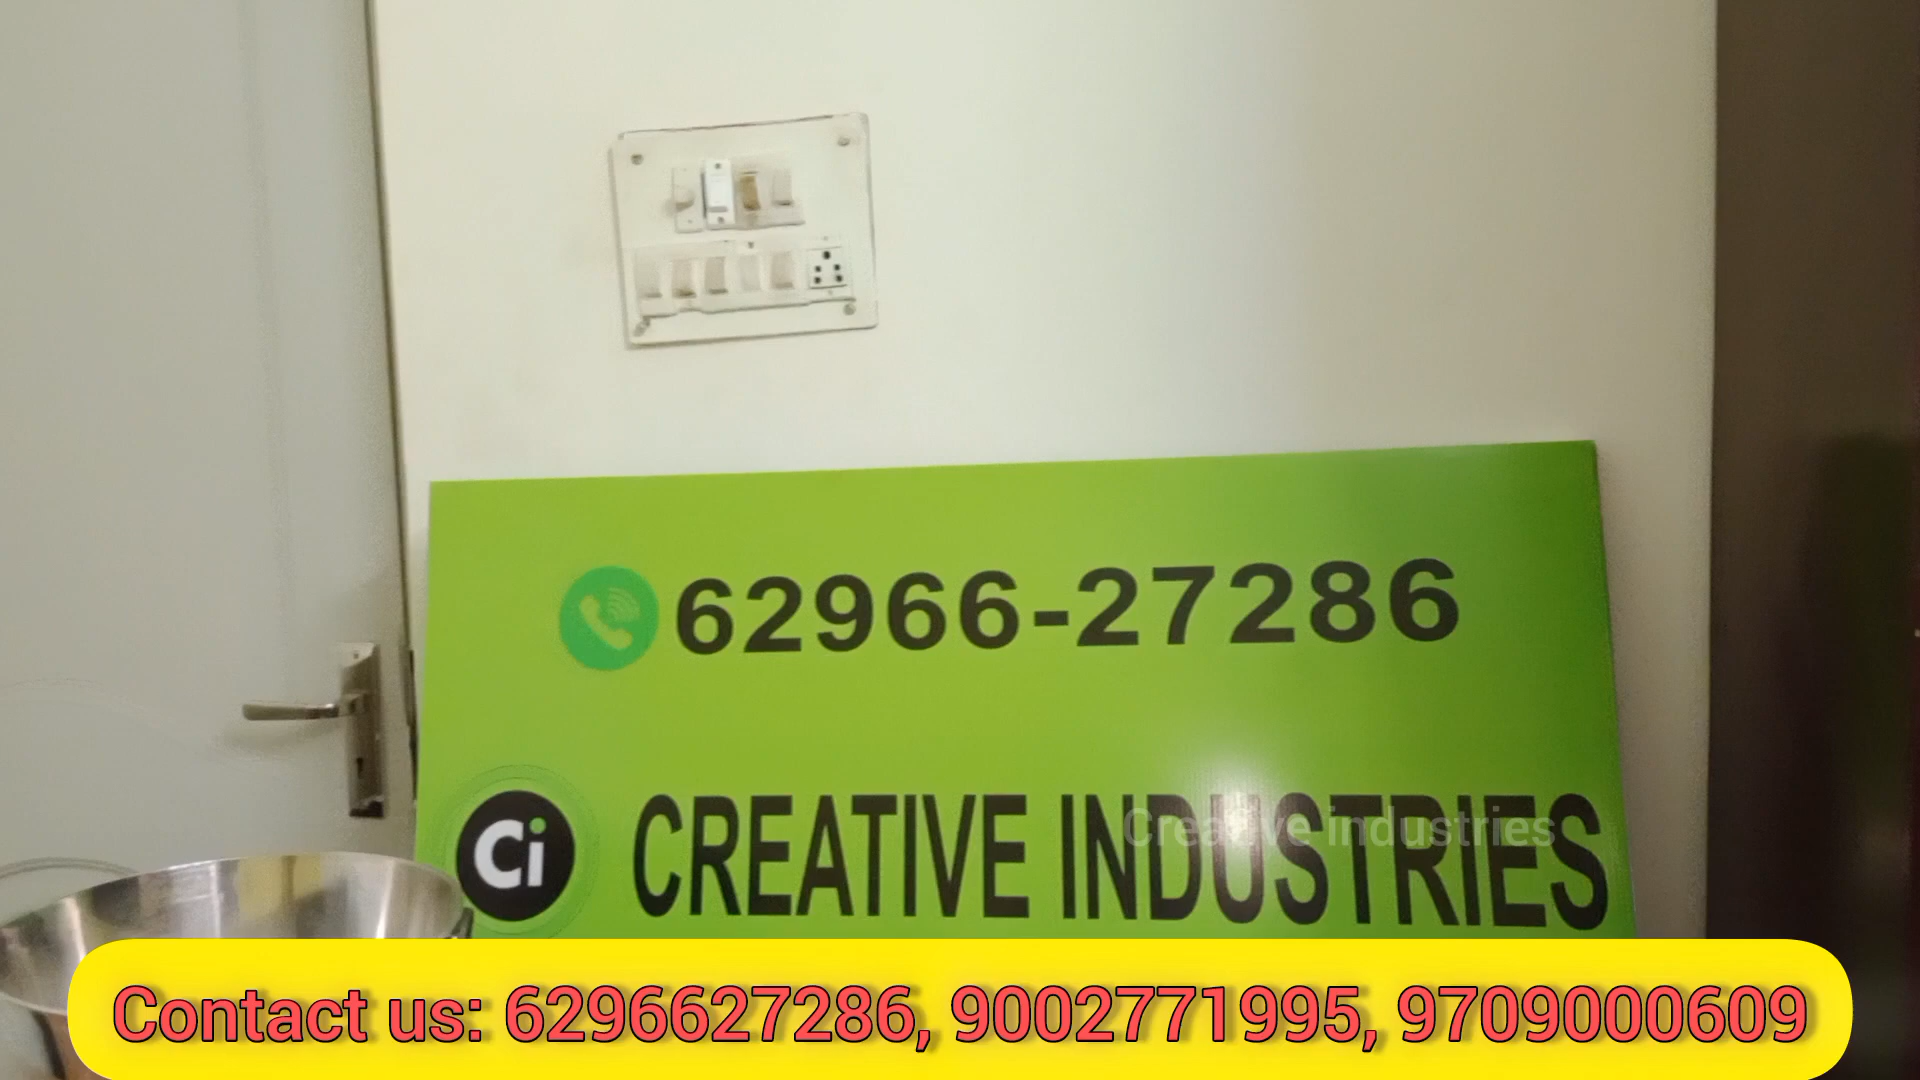 62966-27286
Ci CREATIVE INDUSTRIES
Creative industries
Contact us: 6296627286, 9002771995, 9709000609